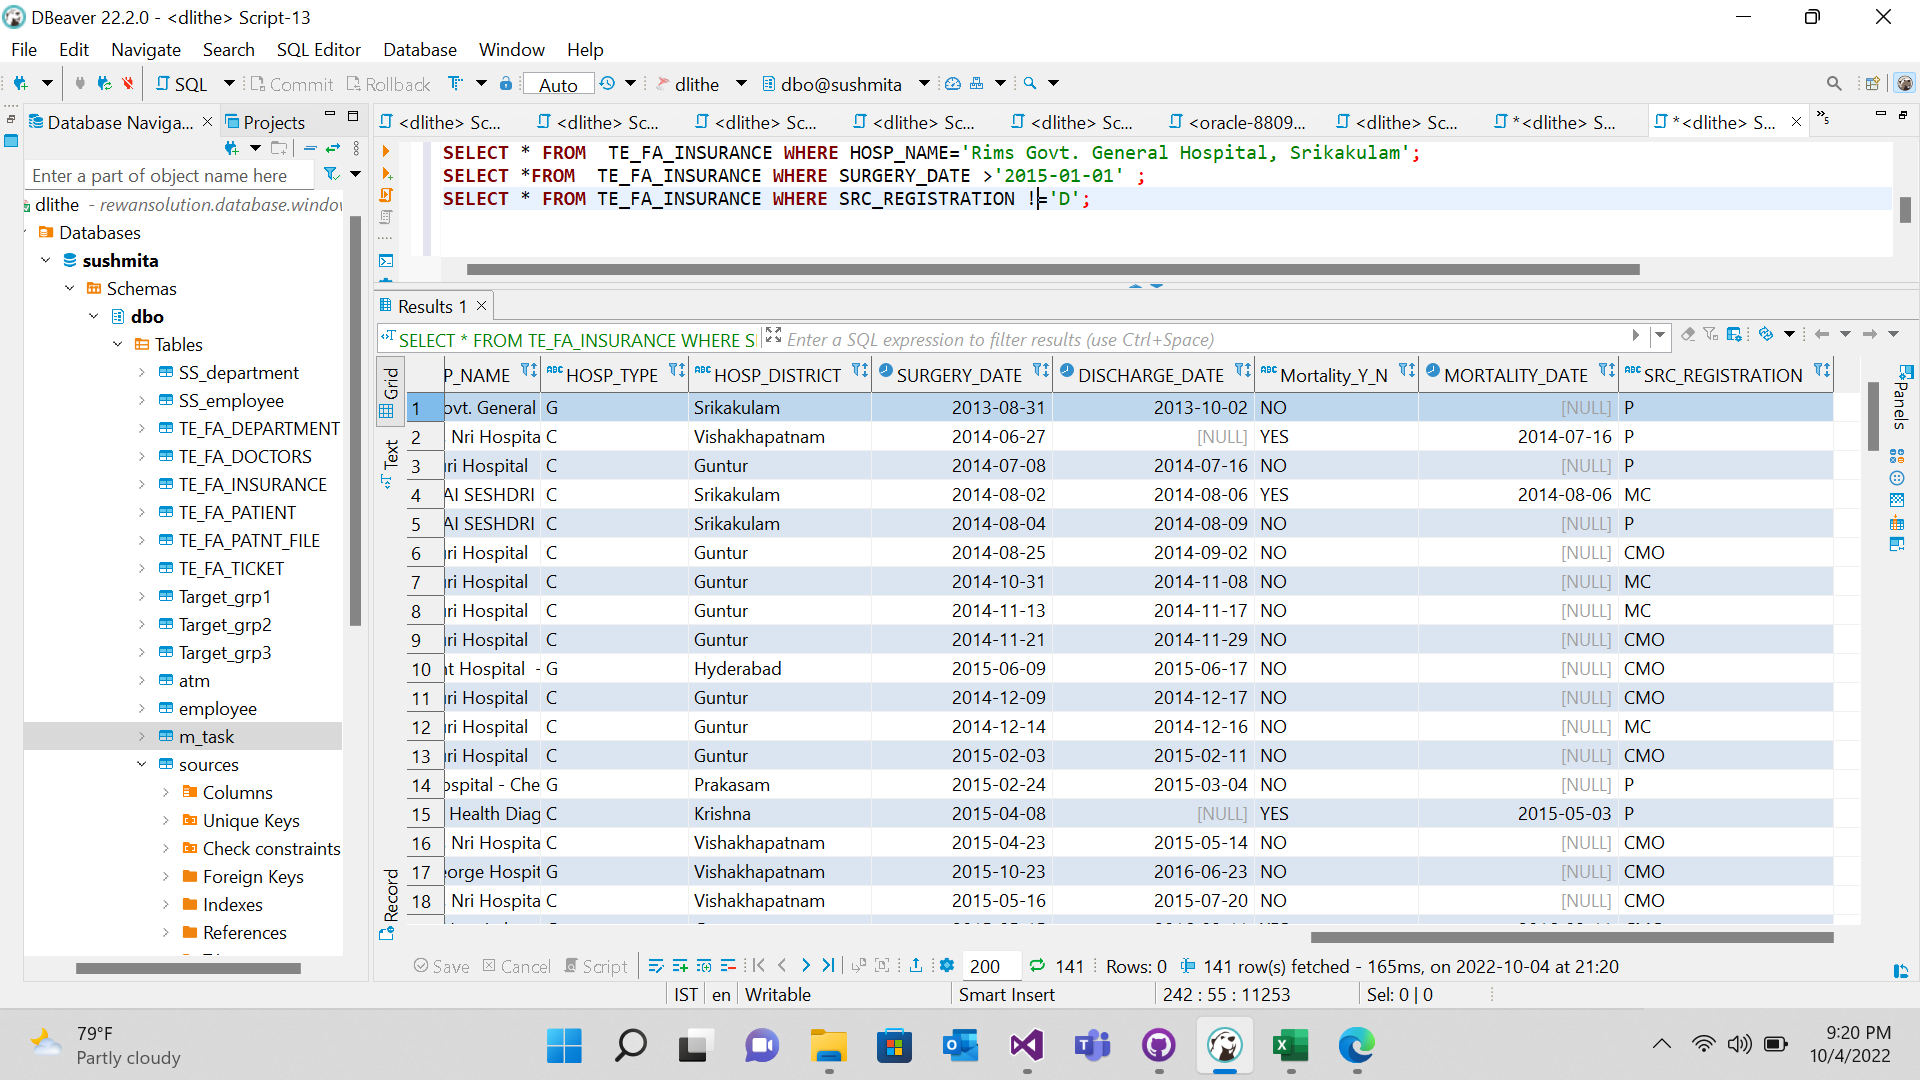 DBeaver 22.2.0 - <dlithe> Script-13
File Edit Navigate Search SQL Editor Database Window Help
SQL Commit Rollback Auto dlithe dbo@sushmita
Database Naviga... Projects
<dlithe> Sc... <dlithe> Sc... <dlithe> Sc... <dlithe> Sc... <dlithe> Sc... <oracle-8809... <dlithe> Sc... *<dlithe> S... *<dlithe> S... »5
Enter a part of object name here
dlithe - rewansolution.database.window
Databases
sushmita
Schemas
dbo
Tables
SS_department
SS_employee
TE_FA_DEPARTMENT
TE_FA_DOCTORS
TE_FA_INSURANCE
TE_FA_PATIENT
TE_FA_PATNT_FILE
TE_FA_TICKET
Target_grp1
Target_grp2
Target_grp3
atm
employee
m_task
sources
Columns
Unique Keys
Check constraints
Foreign Keys
Indexes
References
SELECT * FROM TE_FA_INSURANCE WHERE HOSP_NAME='Rims Govt. General Hospital, Srikakulam';
SELECT *FROM TE_FA_INSURANCE WHERE SURGERY_DATE >'2015-01-01' ;
SELECT * FROM TE_FA_INSURANCE WHERE SRC_REGISTRATION !='D';
Results 1
SELECT * FROM TE_FA_INSURANCE WHERE S Enter a SQL expression to filter results (use Ctrl+Space)
Grid
Text
Record
Panels
P_NAME HOSP_TYPE HOSP_DISTRICT SURGERY_DATE DISCHARGE_DATE Mortality_Y_N MORTALITY_DATE SRC_REGISTRATION
1 ovt. General G Srikakulam 2013-08-31 2013-10-02 NO [NULL] P
2 Nri Hospita C Vishakhapatnam 2014-06-27 [NULL] YES 2014-07-16 P
3 iri Hospital C Guntur 2014-07-08 2014-07-16 NO [NULL] P
4 AI SESHDRI C Srikakulam 2014-08-02 2014-08-06 YES 2014-08-06 MC
5 AI SESHDRI C Srikakulam 2014-08-04 2014-08-09 NO [NULL] P
6 iri Hospital C Guntur 2014-08-25 2014-09-02 NO [NULL] CMO
7 iri Hospital C Guntur 2014-10-31 2014-11-08 NO [NULL] MC
8 iri Hospital C Guntur 2014-11-13 2014-11-17 NO [NULL] MC
9 iri Hospital C Guntur 2014-11-21 2014-11-29 NO [NULL] CMO
10 nt Hospital - G Hyderabad 2015-06-09 2015-06-17 NO [NULL] CMO
11 iri Hospital C Guntur 2014-12-09 2014-12-17 NO [NULL] CMO
12 iri Hospital C Guntur 2014-12-14 2014-12-16 NO [NULL] MC
13 iri Hospital C Guntur 2015-02-03 2015-02-11 NO [NULL] CMO
14 ospital - Che G Prakasam 2015-02-24 2015-03-04 NO [NULL] P
15 Health Diag C Krishna 2015-04-08 [NULL] YES 2015-05-03 P
16 Nri Hospita C Vishakhapatnam 2015-04-23 2015-05-14 NO [NULL] CMO
17 eorge Hospit G Vishakhapatnam 2015-10-23 2016-06-23 NO [NULL] CMO
18 Nri Hospita C Vishakhapatnam 2015-05-16 2015-07-20 NO [NULL] CMO
Save Cancel Script 200 141 Rows: 0 141 row(s) fetched - 165ms, on 2022-10-04 at 21:20
IST en Writable Smart Insert 242 : 55 : 11253 Sel: 0 | 0
79°F
Partly cloudy
9:20 PM
10/4/2022